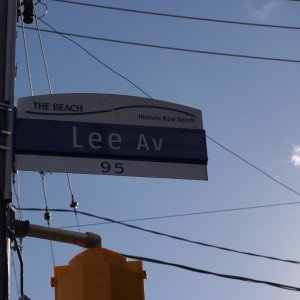 THE BEACH
Historic Kew Beach
Lee Av
95